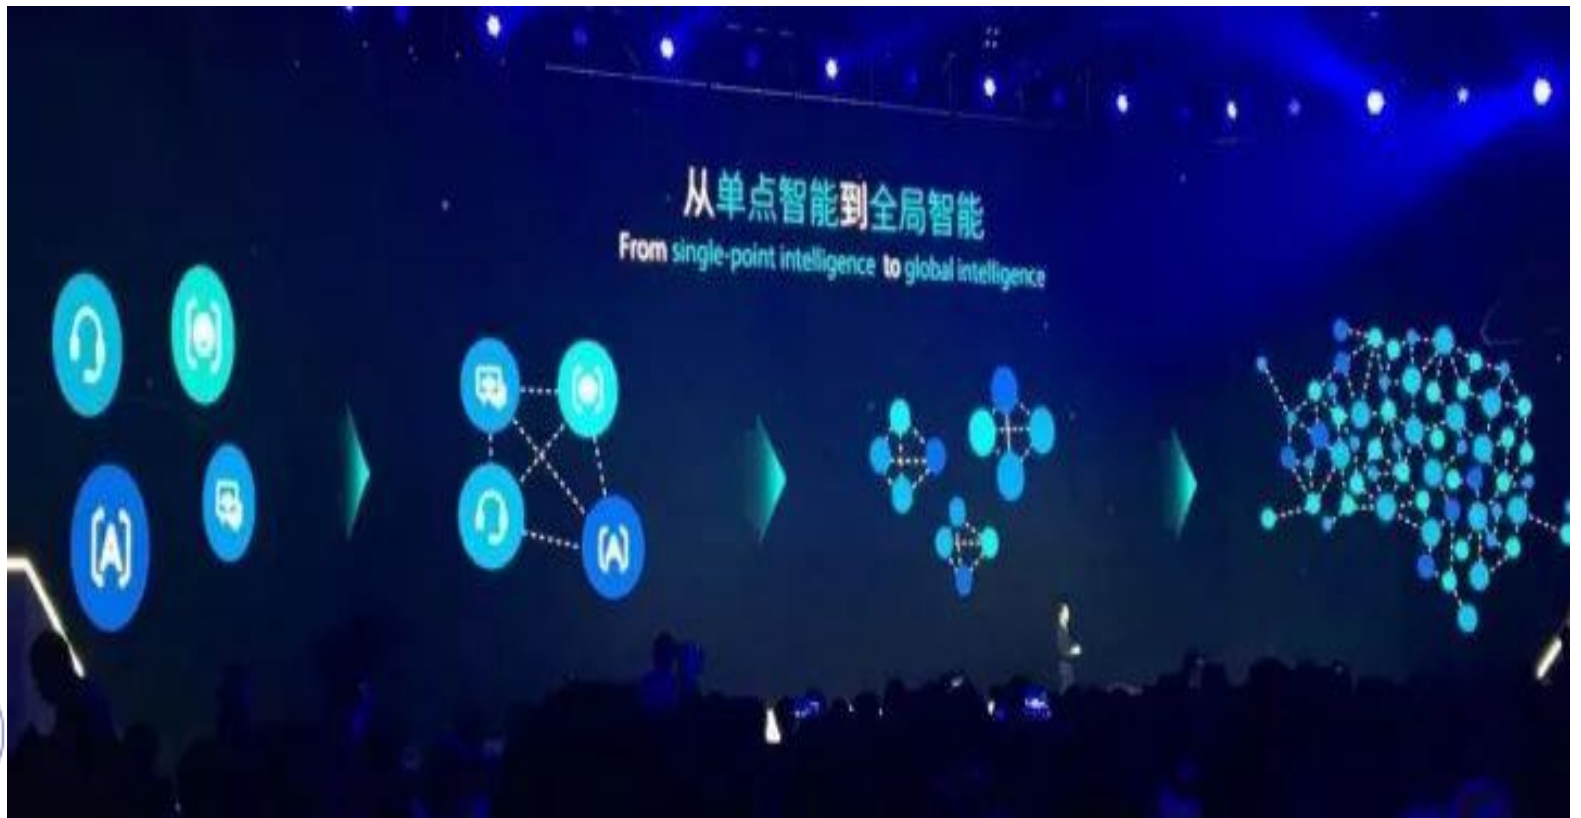 从单点智能到全局智能
From single-point intelligence to global intelligence
[A]
[A]